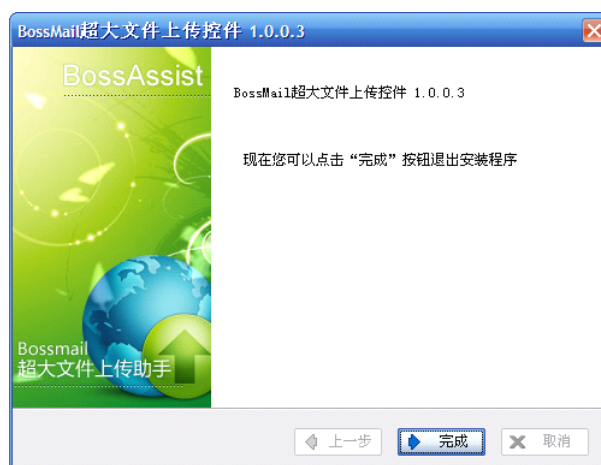 BossMail超大文件上传控件 1.0.0.3
BossAssist
BossMail超大文件上传控件 1.0.0.3
现在您可以点击“完成”按钮退出安装程序
Bossmail
超大文件上传助手
上一步
完成
取消